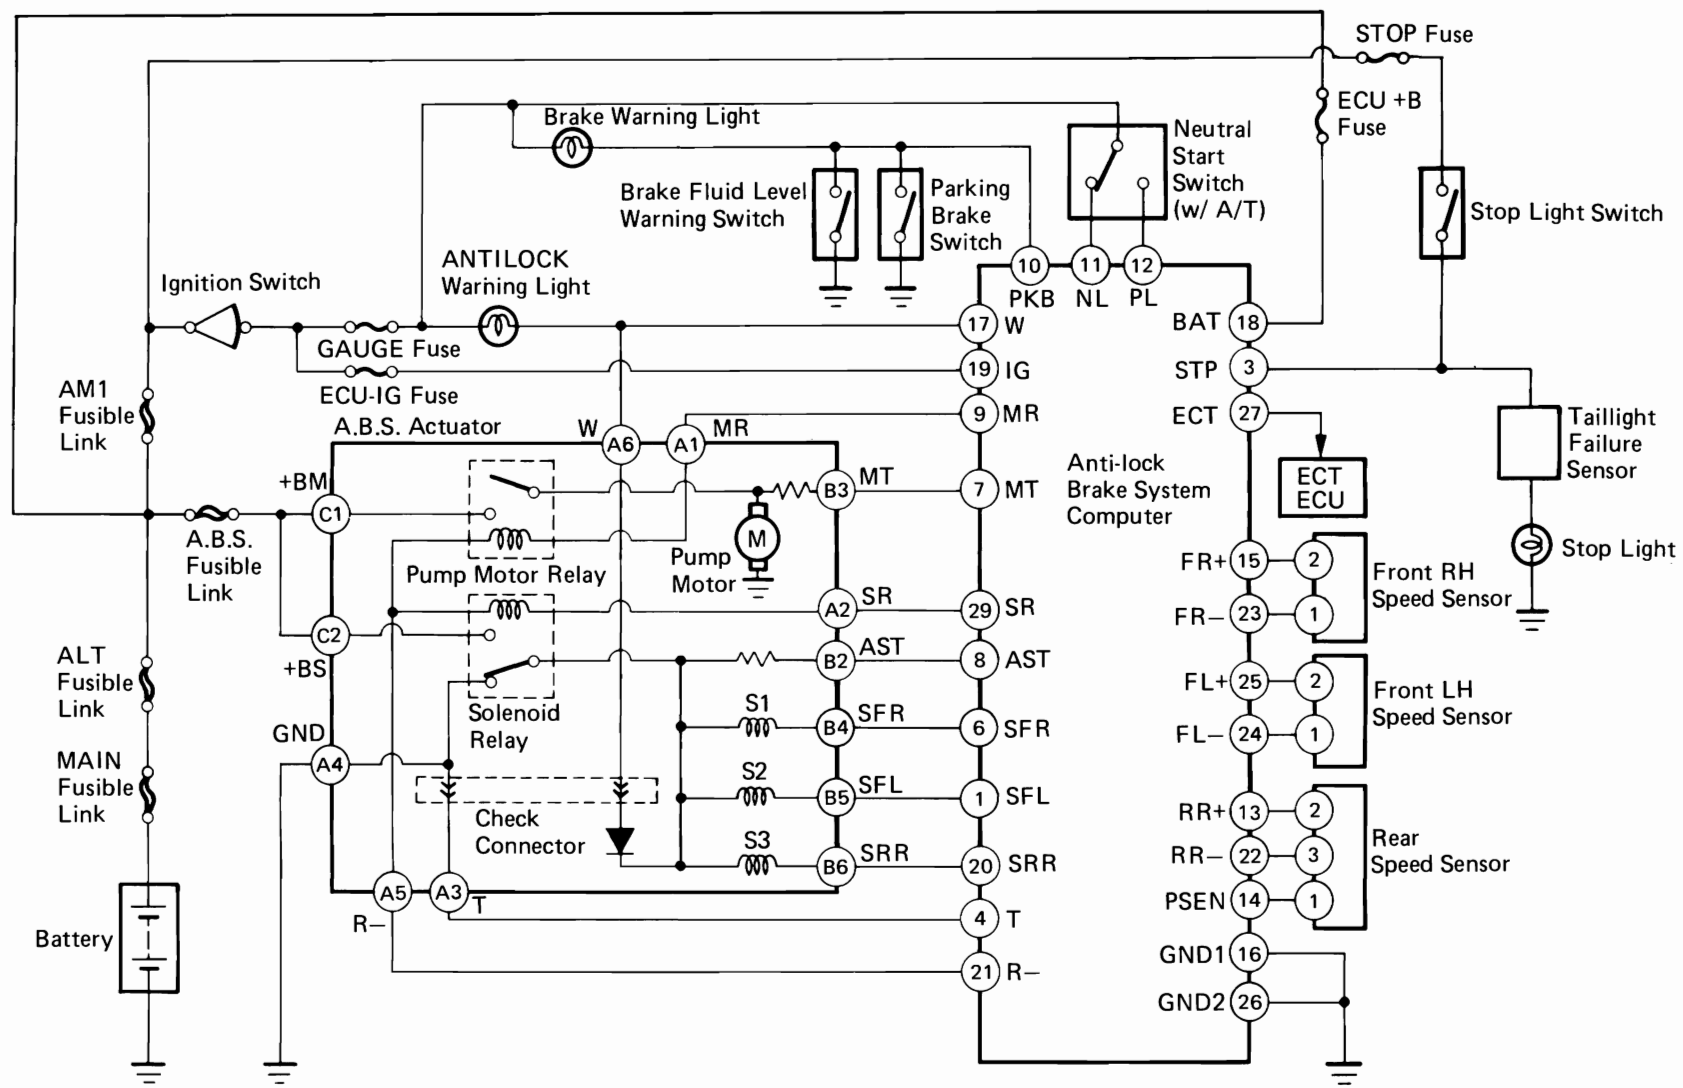 STOP Fuse
ECU +B
Fuse
Brake Warning Light
Neutral
Start
Switch
(w/ A/T)
Brake Fluid Level
Warning Switch
Parking
Brake
Switch
Stop Light Switch
ANTILOCK
Warning Light
Ignition Switch
10
11
12
PKB
NL
PL
GAUGE Fuse
17
W
BAT
18
ECU-IG Fuse
19
IG
STP
3
AM1
Fusible
Link
A.B.S. Actuator
W
A6
A1
MR
9
MR
ECT
27
Taillight
Failure
Sensor
ECT
ECU
Anti-lock
Brake System
Computer
+BM
C1
B3
MT
7
MT
A.B.S.
Fusible
Link
M
Pump
Motor
Pump Motor Relay
Stop Light
FR+
15
2
FR−
23
1
Front RH
Speed Sensor
A2
SR
29
SR
C2
+BS
B2
AST
8
AST
ALT
Fusible
Link
Solenoid
Relay
FL+
25
2
FL−
24
1
Front LH
Speed Sensor
S1
B4
SFR
6
SFR
GND
A4
MAIN
Fusible
Link
S2
B5
SFL
1
SFL
Check
Connector
S3
B6
SRR
20
SRR
RR+
13
2
RR−
22
3
PSEN
14
1
Rear
Speed Sensor
A5
A3
R−
T
4
T
Battery
21
R−
GND1
16
GND2
26